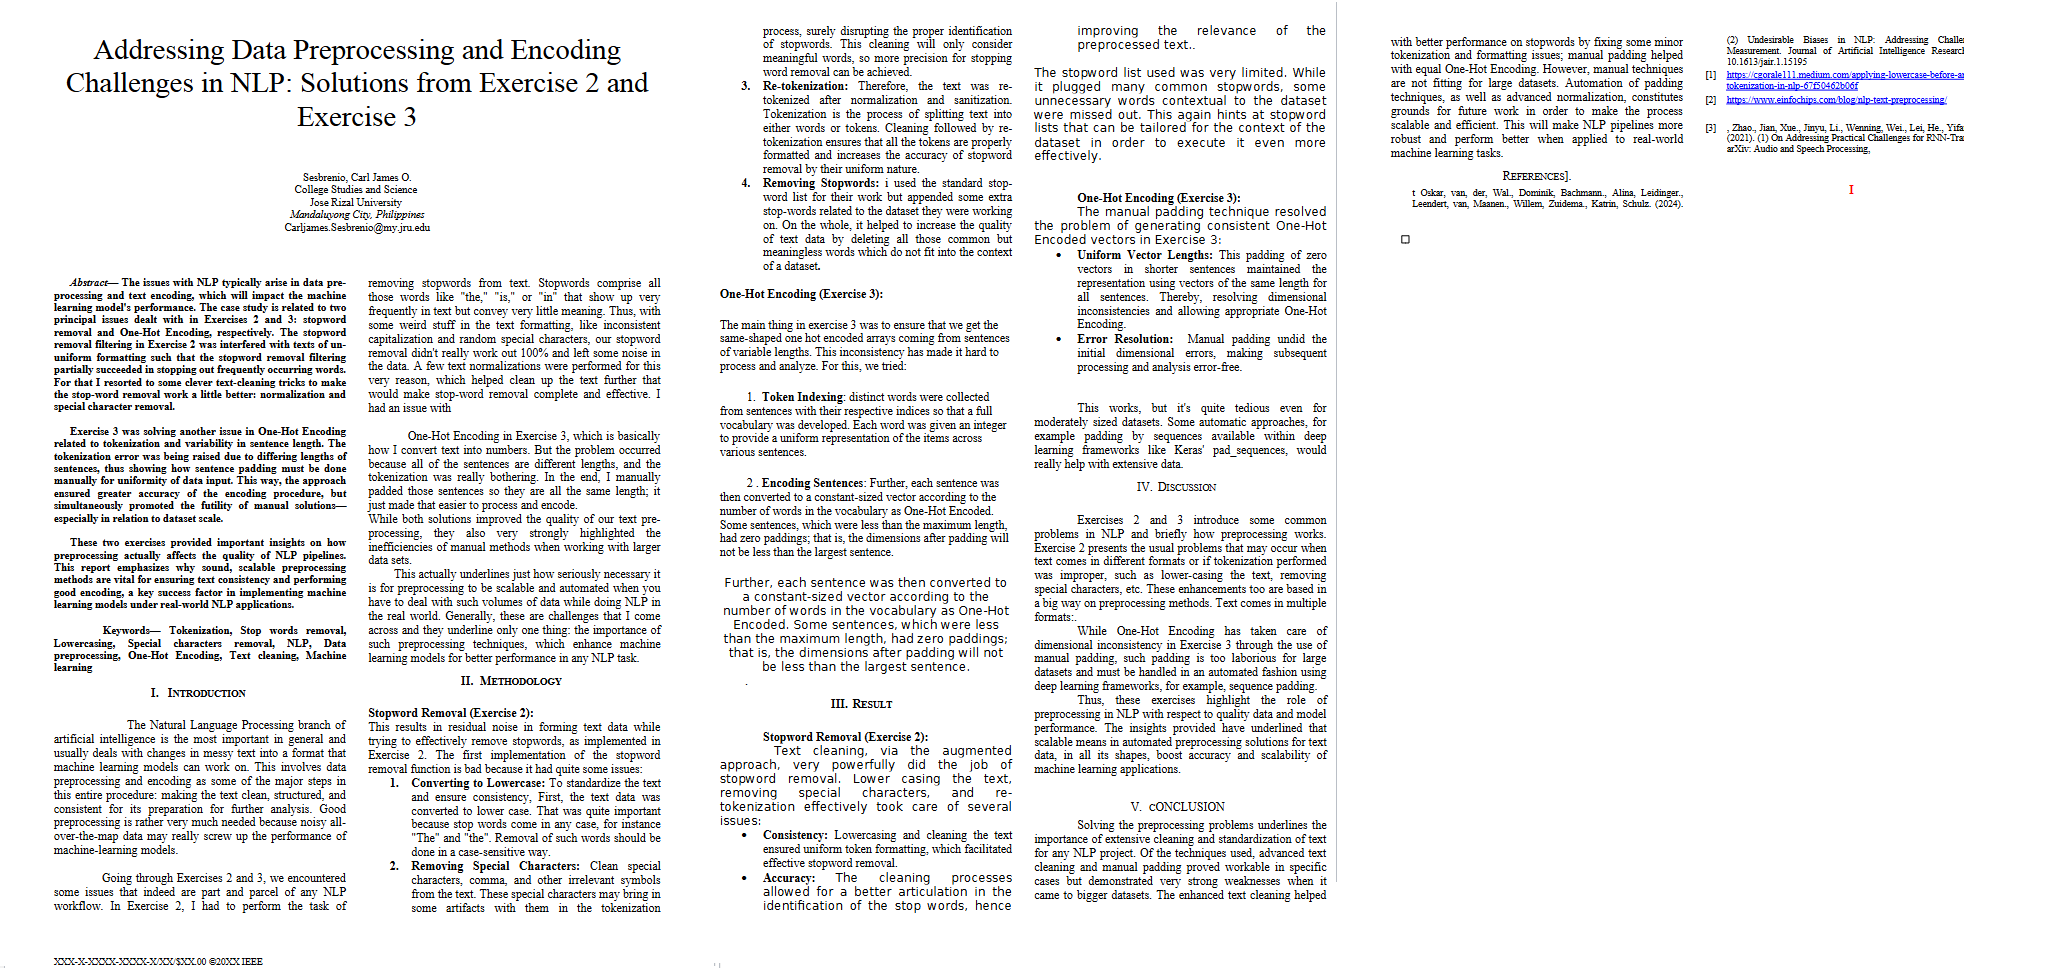 Addressing Data Preprocessing and Encoding
Challenges in NLP: Solutions from Exercise 2 and
Exercise 3
Sesbrenio, Carl James O.
College Studies and Science
Jose Rizal University
Mandaluyong City, Philippines
Carljames.Sesbrenio@my.jru.edu
Abstract— The issues with NLP typically arise in data pre-
processing and text encoding, which will impact the machine
learning model's performance. The case study is related to two
principal issues dealt with in Exercises 2 and 3: stopword
removal and One-Hot Encoding, respectively. The stopword
removal filtering in Exercise 2 was interfered with texts of un-
uniform formatting such that the stopword removal filtering
partially succeeded in stopping out frequently occurring words.
For that I resorted to some clever text-cleaning tricks to make
the stop-word removal work a little better: normalization and
special character removal.
Exercise 3 was solving another issue in One-Hot Encoding
related to tokenization and variability in sentence length. The
tokenization error was being raised due to differing lengths of
sentences, thus showing how sentence padding must be done
manually for uniformity of data input. This way, the approach
ensured greater accuracy of the encoding procedure, but
simultaneously promoted the futility of manual solutions—
especially in relation to dataset scale.
These two exercises provided important insights on how
preprocessing actually affects the quality of NLP pipelines.
This report emphasizes why sound, scalable preprocessing
methods are vital for ensuring text consistency and performing
good encoding, a key success factor in implementing machine
learning models under real-world NLP applications.
Keywords— Tokenization, Stop words removal,
Lowercasing, Special characters removal, NLP, Data
preprocessing, One-Hot Encoding, Text cleaning, Machine
learning
I. INTRODUCTION
The Natural Language Processing branch of
artificial intelligence is the most important in general and
usually deals with changes in messy text into a format that
machine learning models can work on. This involves data
preprocessing and encoding as some of the major steps in
this entire procedure: making the text clean, structured, and
consistent for its preparation for further analysis. Good
preprocessing is rather very much needed because noisy all-
over-the-map data may really screw up the performance of
machine-learning models.
Going through Exercises 2 and 3, we encountered
some issues that indeed are part and parcel of any NLP
workflow. In Exercise 2, I had to perform the task of
XXX-X-XXXX-XXXX-X/XX/$XX.00 ©20XX IEEE
removing stopwords from text. Stopwords comprise all
those words like "the," "is," or "in" that show up very
frequently in text but convey very little meaning. Thus, with
some weird stuff in the text formatting, like inconsistent
capitalization and random special characters, our stopword
removal didn't really work out 100% and left some noise in
the data. A few text normalizations were performed for this
very reason, which helped clean up the text further that
would make stop-word removal complete and effective. I
had an issue with
One-Hot Encoding in Exercise 3, which is basically
how I convert text into numbers. But the problem occurred
because all of the sentences are different lengths, and the
tokenization was really bothering. In the end, I manually
padded those sentences so they are all the same length; it
just made that easier to process and encode.
While both solutions improved the quality of our text pre-
processing, they also very strongly highlighted the
inefficiencies of manual methods when working with larger
data sets.
This actually underlines just how seriously necessary it
is for preprocessing to be scalable and automated when you
have to deal with such volumes of data while doing NLP in
the real world. Generally, these are challenges that I come
across and they underline only one thing: the importance of
such preprocessing techniques, which enhance machine
learning models for better performance in any NLP task.
II. METHODOLOGY
Stopword Removal (Exercise 2):
This results in residual noise in forming text data while
trying to effectively remove stopwords, as implemented in
Exercise 2. The first implementation of the stopword
removal function is bad because it had quite some issues:
1. Converting to Lowercase: To standardize the text
and ensure consistency, First, the text data was
converted to lower case. That was quite important
because stop words come in any case, for instance
"The" and "the". Removal of such words should be
done in a case-sensitive way.
2. Removing Special Characters: Clean special
characters, comma, and other irrelevant symbols
from the text. These special characters may bring in
some artifacts with them in the tokenization
process, surely disrupting the proper identification
of stopwords. This cleaning will only consider
meaningful words, so more precision for stopping
word removal can be achieved.
3. Re-tokenization: Therefore, the text was re-
tokenized after normalization and sanitization.
Tokenization is the process of splitting text into
either words or tokens. Cleaning followed by re-
tokenization ensures that all the tokens are properly
formatted and increases the accuracy of stopword
removal by their uniform nature.
4. Removing Stopwords: i used the standard stop-
word list for their work but appended some extra
stop-words related to the dataset they were working
on. On the whole, it helped to increase the quality
of text data by deleting all those common but
meaningless words which do not fit into the context
of a dataset.
One-Hot Encoding (Exercise 3):
The main thing in exercise 3 was to ensure that we get the
same-shaped one hot encoded arrays coming from sentences
of variable lengths. This inconsistency has made it hard to
process and analyze. For this, we tried:
1. Token Indexing: distinct words were collected
from sentences with their respective indices so that a full
vocabulary was developed. Each word was given an integer
to provide a uniform representation of the items across
various sentences.
2 . Encoding Sentences: Further, each sentence was
then converted to a constant-sized vector according to the
number of words in the vocabulary as One-Hot Encoded.
Some sentences, which were less than the maximum length,
had zero paddings; that is, the dimensions after padding will
not be less than the largest sentence.
Further, each sentence was then converted to
a constant-sized vector according to the
number of words in the vocabulary as One-Hot
Encoded. Some sentences, which were less
than the maximum length, had zero paddings;
that is, the dimensions after padding will not
be less than the largest sentence.
.
III. RESULT
Stopword Removal (Exercise 2):
Text cleaning, via the augmented
approach, very powerfully did the job of
stopword removal. Lower casing the text,
removing special characters, and re-
tokenization effectively took care of several
issues:
• Consistency: Lowercasing and cleaning the text
ensured uniform token formatting, which facilitated
effective stopword removal.
• Accuracy: The cleaning processes
allowed for a better articulation in the
identification of the stop words, hence
improving the relevance of the
preprocessed text..
The stopword list used was very limited. While
it plugged many common stopwords, some
unnecessary words contextual to the dataset
were missed out. This again hints at stopword
lists that can be tailored for the context of the
dataset in order to execute it even more
effectively.
One-Hot Encoding (Exercise 3):
The manual padding technique resolved
the problem of generating consistent One-Hot
Encoded vectors in Exercise 3:
• Uniform Vector Lengths: This padding of zero
vectors in shorter sentences maintained the
representation using vectors of the same length for
all sentences. Thereby, resolving dimensional
inconsistencies and allowing appropriate One-Hot
Encoding.
• Error Resolution: Manual padding undid the
initial dimensional errors, making subsequent
processing and analysis error-free.
This works, but it's quite tedious even for
moderately sized datasets. Some automatic approaches, for
example padding by sequences available within deep
learning frameworks like Keras' pad_sequences, would
really help with extensive data.
IV. DISCUSSION
Exercises 2 and 3 introduce some common
problems in NLP and briefly how preprocessing works.
Exercise 2 presents the usual problems that may occur when
text comes in different formats or if tokenization performed
was improper, such as lower-casing the text, removing
special characters, etc. These enhancements too are based in
a big way on preprocessing methods. Text comes in multiple
formats:.
While One-Hot Encoding has taken care of
dimensional inconsistency in Exercise 3 through the use of
manual padding, such padding is too laborious for large
datasets and must be handled in an automated fashion using
deep learning frameworks, for example, sequence padding.
Thus, these exercises highlight the role of
preprocessing in NLP with respect to quality data and model
performance. The insights provided have underlined that
scalable means in automated preprocessing solutions for text
data, in all its shapes, boost accuracy and scalability of
machine learning applications.
V. CONCLUSION
Solving the preprocessing problems underlines the
importance of extensive cleaning and standardization of text
for any NLP project. Of the techniques used, advanced text
cleaning and manual padding proved workable in specific
cases but demonstrated very strong weaknesses when it
came to bigger datasets. The enhanced text cleaning helped
with better performance on stopwords by fixing some minor
tokenization and formatting issues; manual padding helped
with equal One-Hot Encoding. However, manual techniques
are not fitting for large datasets. Automation of padding
techniques, as well as advanced normalization, constitutes
grounds for future work in order to make the process
scalable and efficient. This will make NLP pipelines more
robust and perform better when applied to real-world
machine learning tasks.
REFERENCES].
t Oskar, van, der, Wal., Dominik, Bachmann., Alina, Leidinger.,
Leendert, van, Maanen., Willem, Zuidema., Katrin, Schulz. (2024).
(2) Undesirable Biases in NLP: Addressing Challe
Measurement. Journal of Artificial Intelligence Research
10.1613/jair.1.15195
[1] https://cgorale111.medium.com/applying-lowercase-before-a
tokenization-in-nlp-67f50462b06f
[2] https://www.einfochips.com/blog/nlp-text-preprocessing/
[3] , Zhao., Jian, Xue., Jinyu, Li., Wenning, Wei., Lei, He., Yifa
(2021). (1) On Addressing Practical Challenges for RNN-Tra
arXiv: Audio and Speech Processing,